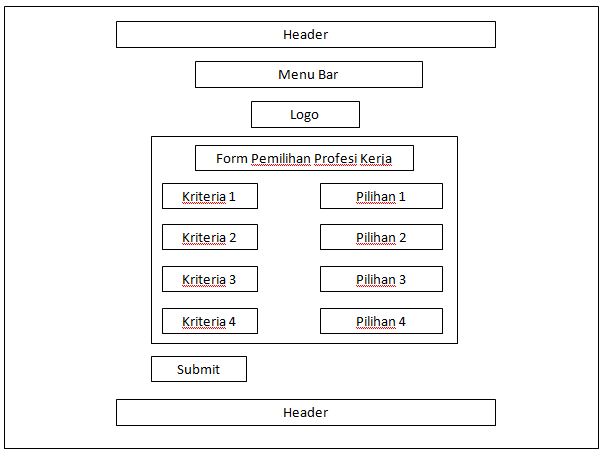 Header
Menu Bar
Logo
Form Pemilihan Profesi Kerja
Kriteria 1 Pilihan 1
Kriteria 2 Pilihan 2
Kriteria 3 Pilihan 3
Kriteria 4 Pilihan 4
Submit
Header